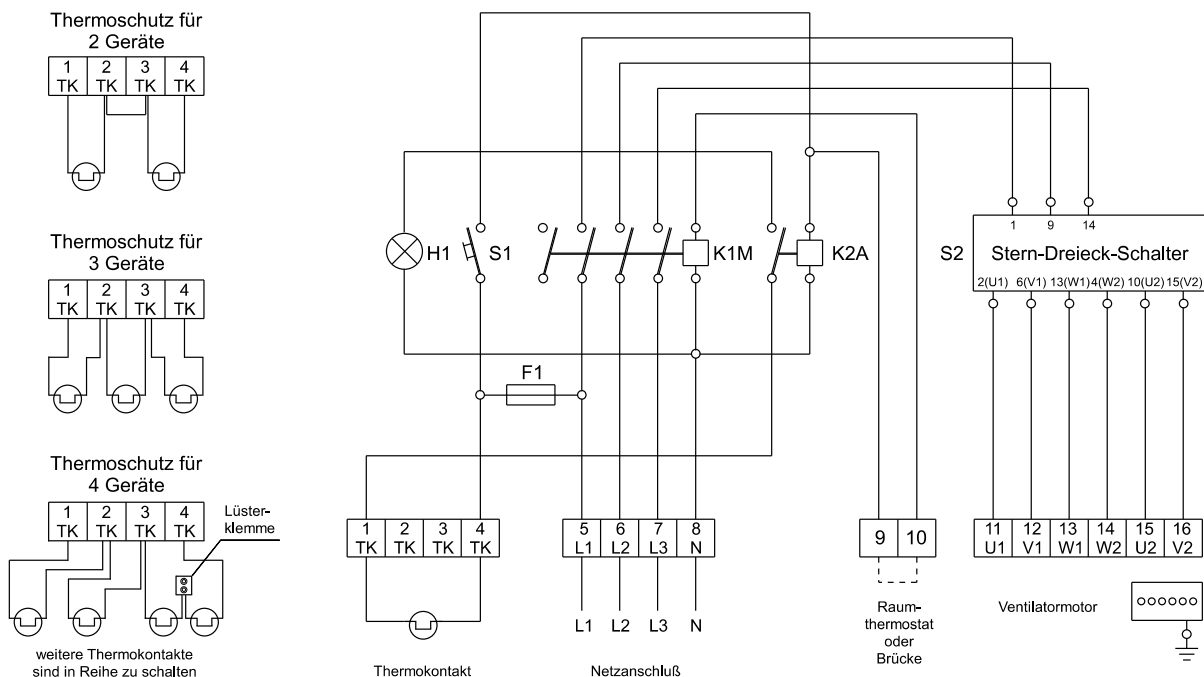 Thermoschutz für
2 Geräte
1 2 3 4
TK TK TK TK
Thermoschutz für
3 Geräte
1 2 3 4
TK TK TK TK
Thermoschutz für
4 Geräte
1 2 3 4
TK TK TK TK
Lüster-
klemme
weitere Thermokontakte
sind in Reihe zu schalten
H1 S1 K1M K2A
F1
1 2 3 4
TK TK TK TK
Thermokontakt
5 6 7 8
L1 L2 L3 N
L1 L2 L3 N
Netzanschluß
9 10
Raum-
thermostat
oder
Brücke
1 9 14
S2 Stern-Dreieck-Schalter
2(U1) 6(V1) 13(W1) 4(W2) 10(U2) 15(V2)
11 12 13 14 15 16
U1 V1 W1 W2 U2 V2
Ventilatormotor